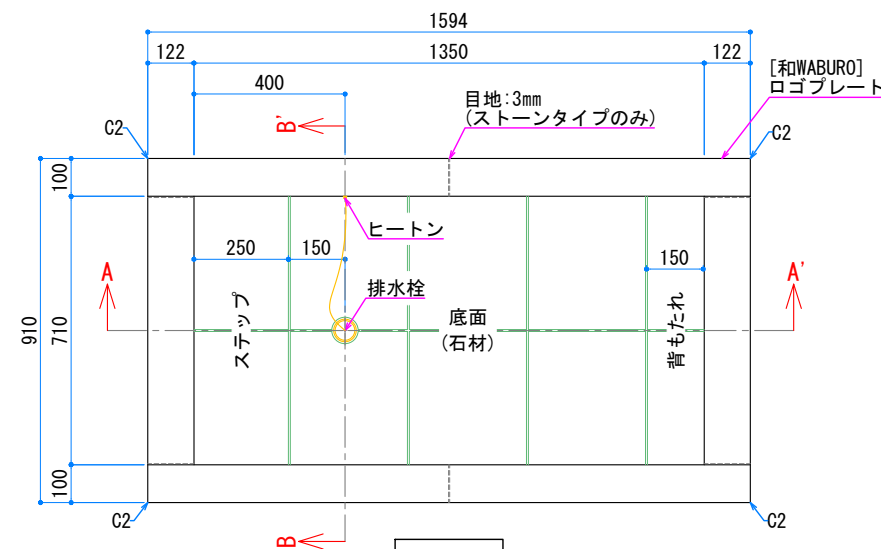 1594
122
1350
122
400
[和WABURO]
ロゴプレート
目地:3mm
(ストーンタイプのみ)
B'
C2
C2
100
ヒートン
250
150
150
A
A'
排水栓
910
710
ステップ
底面
(石材)
背もたれ
100
C2
C2
B